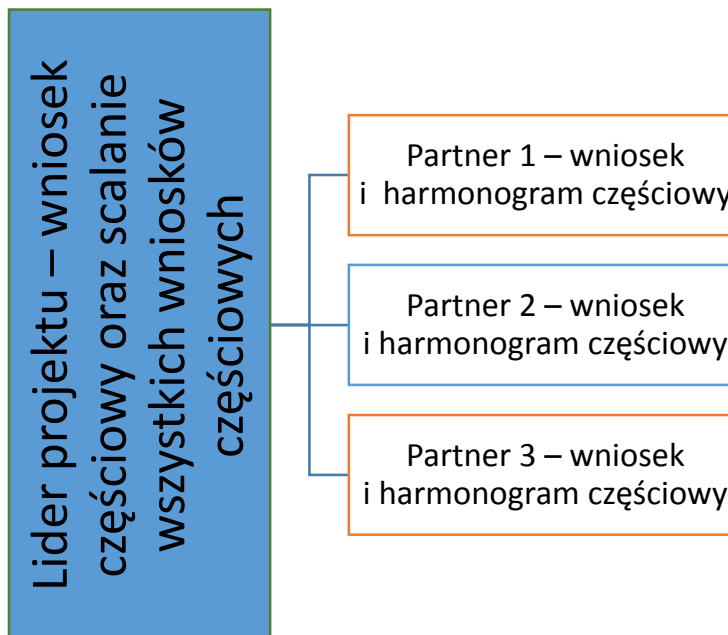 Lider projektu – wniosek
częściowy oraz scalanie
wszystkich wniosków
częściowych
Partner 1 – wniosek
i harmonogram częściowy
Partner 2 – wniosek
i harmonogram częściowy
Partner 3 – wniosek
i harmonogram częściowy